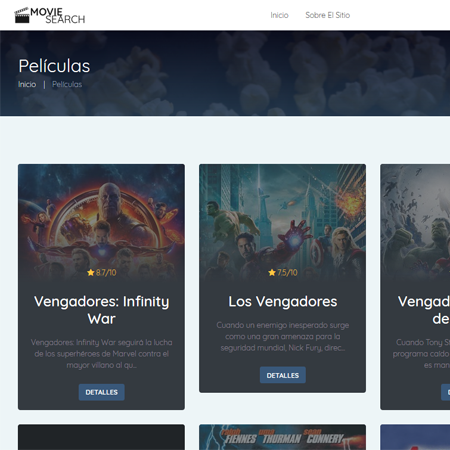 MOVIE
SEARCH
Inicio
Sobre El Sitio
Películas
Inicio | Películas
8.7/10
Vengadores: Infinity
War
Vengadores: Infinity War seguirá la lucha
de los superhéroes de Marvel contra el
mayor villano al qu...
DETALLES
7.5/10
Los Vengadores
Cuando un enemigo inesperado surge
como una gran amenaza para la
seguridad mundial, Nick Fury, direc...
DETALLES
Vengad
de
Cuando Tony S
programa caldo
es man
FIENNES THURMAN CONNERY